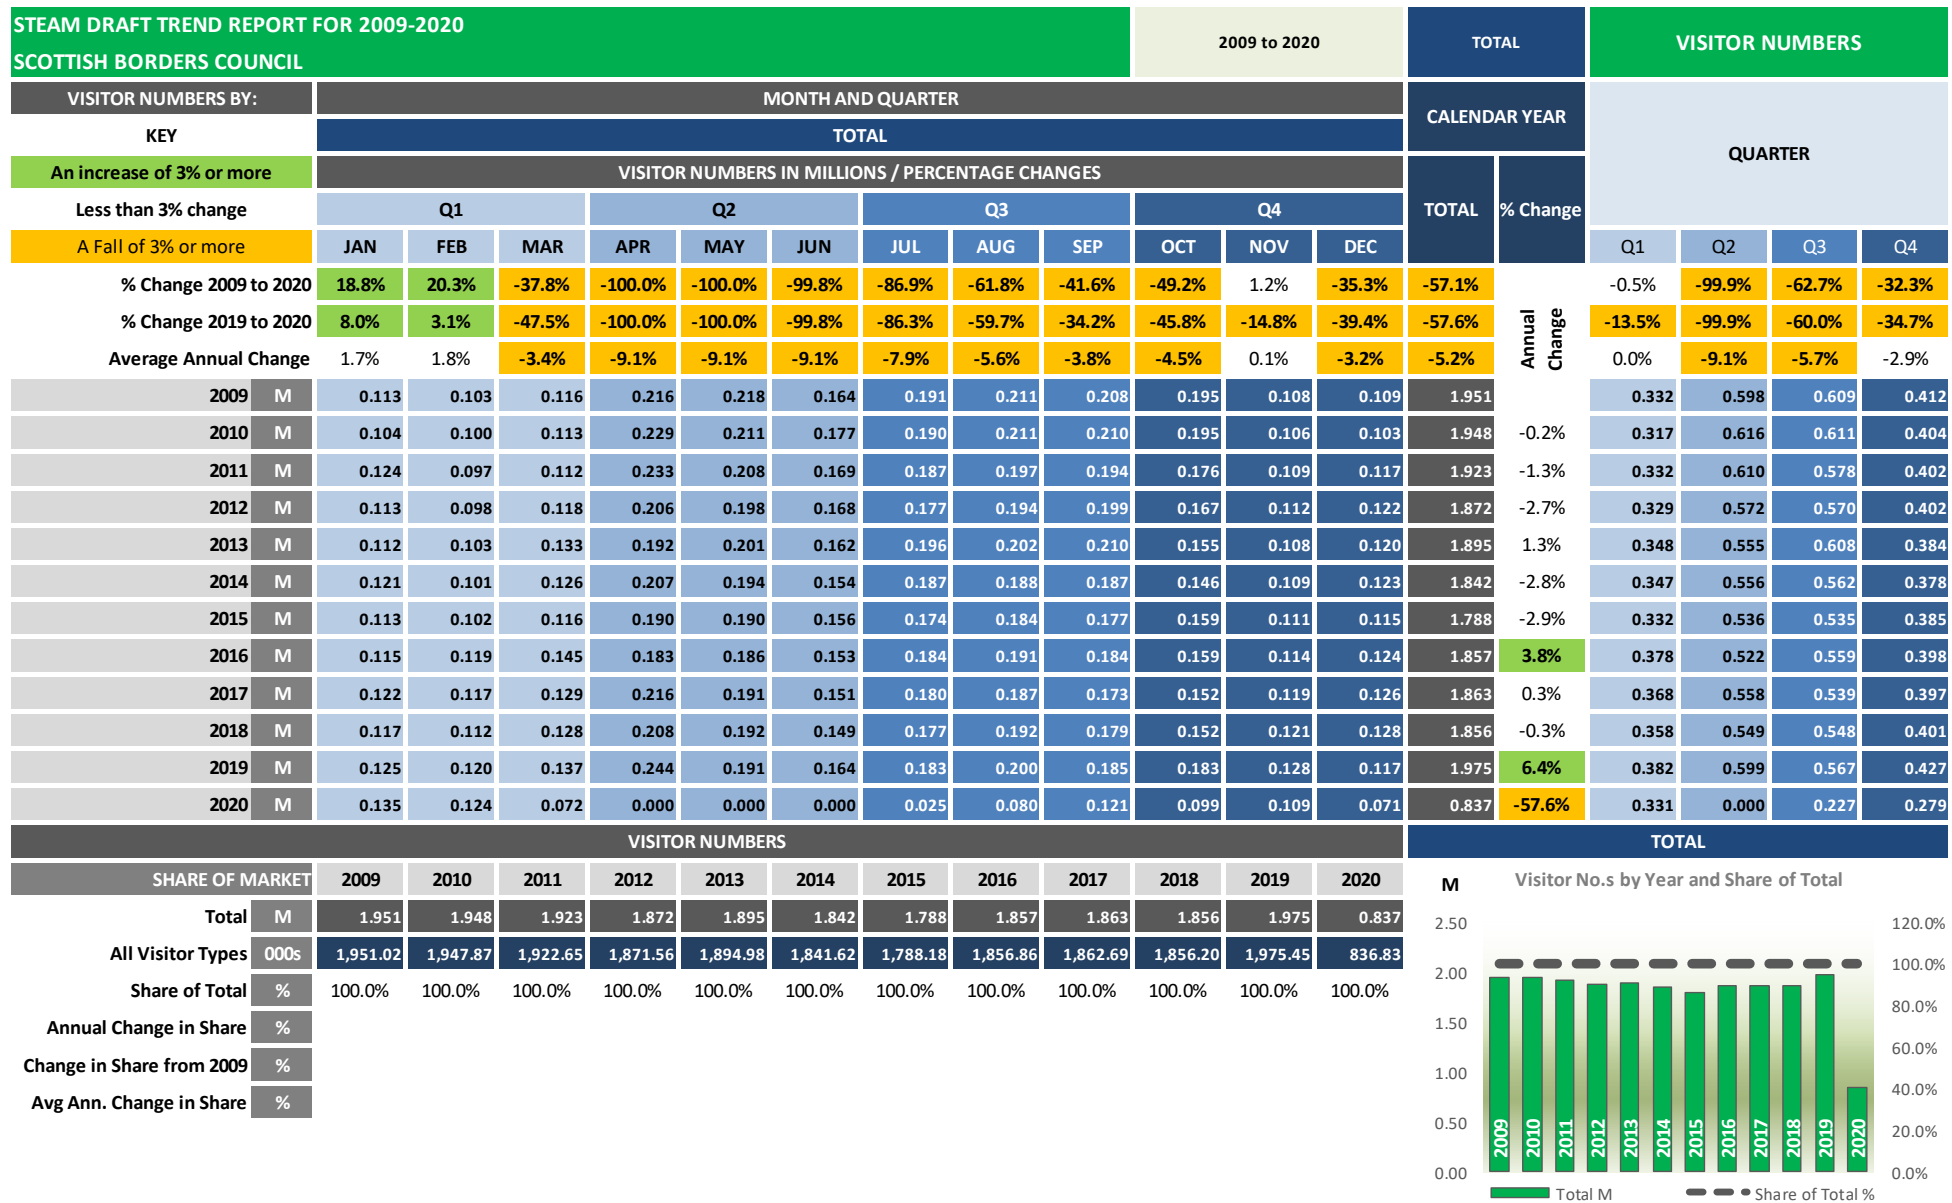 STEAM DRAFT TREND REPORT FOR 2009-2020
SCOTTISH BORDERS COUNCIL
2009 to 2020
TOTAL
VISITOR NUMBERS
VISITOR NUMBERS BY:
MONTH AND QUARTER
CALENDAR YEAR
QUARTER
KEY
TOTAL
An increase of 3% or more
VISITOR NUMBERS IN MILLIONS / PERCENTAGE CHANGES
TOTAL
% Change
Less than 3% change
Q1 Q2 Q3 Q4
A Fall of 3% or more JAN FEB MAR APR MAY JUN JUL AUG SEP OCT NOV DEC Q1 Q2 Q3 Q4
% Change 2009 to 2020 18.8% 20.3% -37.8% -100.0% -100.0% -99.8% -86.9% -61.8% -41.6% -49.2% 1.2% -35.3% -57.1% -0.5% -99.9% -62.7% -32.3%
% Change 2019 to 2020 8.0% 3.1% -47.5% -100.0% -100.0% -99.8% -86.3% -59.7% -34.2% -45.8% -14.8% -39.4% -57.6% -13.5% -99.9% -60.0% -34.7%
Average Annual Change 1.7% 1.8% -3.4% -9.1% -9.1% -9.1% -7.9% -5.6% -3.8% -4.5% 0.1% -3.2% -5.2% 0.0% -9.1% -5.7% -2.9%
Annual
Change
2009 M 0.113 0.103 0.116 0.216 0.218 0.164 0.191 0.211 0.208 0.195 0.108 0.109 1.951 0.332 0.598 0.609 0.412
2010 M 0.104 0.100 0.113 0.229 0.211 0.177 0.190 0.211 0.210 0.195 0.106 0.103 1.948 -0.2% 0.317 0.616 0.611 0.404
2011 M 0.124 0.097 0.112 0.233 0.208 0.169 0.187 0.197 0.194 0.176 0.109 0.117 1.923 -1.3% 0.332 0.610 0.578 0.402
2012 M 0.113 0.098 0.118 0.206 0.198 0.168 0.177 0.194 0.199 0.167 0.112 0.122 1.872 -2.7% 0.329 0.572 0.570 0.402
2013 M 0.112 0.103 0.133 0.192 0.201 0.162 0.196 0.202 0.210 0.155 0.108 0.120 1.895 1.3% 0.348 0.555 0.608 0.384
2014 M 0.121 0.101 0.126 0.207 0.194 0.154 0.187 0.188 0.187 0.146 0.109 0.123 1.842 -2.8% 0.347 0.556 0.562 0.378
2015 M 0.113 0.102 0.116 0.190 0.190 0.156 0.174 0.184 0.177 0.159 0.111 0.115 1.788 -2.9% 0.332 0.536 0.535 0.385
2016 M 0.115 0.119 0.145 0.183 0.186 0.153 0.184 0.191 0.184 0.159 0.114 0.124 1.857 3.8% 0.378 0.522 0.559 0.398
2017 M 0.122 0.117 0.129 0.216 0.191 0.151 0.180 0.187 0.173 0.152 0.119 0.126 1.863 0.3% 0.368 0.558 0.539 0.397
2018 M 0.117 0.112 0.128 0.208 0.192 0.149 0.177 0.192 0.179 0.152 0.121 0.128 1.856 -0.3% 0.358 0.549 0.548 0.401
2019 M 0.125 0.120 0.137 0.244 0.191 0.164 0.183 0.200 0.185 0.183 0.128 0.117 1.975 6.4% 0.382 0.599 0.567 0.427
2020 M 0.135 0.124 0.072 0.000 0.000 0.000 0.025 0.080 0.121 0.099 0.109 0.071 0.837 -57.6% 0.331 0.000 0.227 0.279
VISITOR NUMBERS
SHARE OF MARKET 2009 2010 2011 2012 2013 2014 2015 2016 2017 2018 2019 2020
Total M 1.951 1.948 1.923 1.872 1.895 1.842 1.788 1.857 1.863 1.856 1.975 0.837
All Visitor Types 000s 1,951.02 1,947.87 1,922.65 1,871.56 1,894.98 1,841.62 1,788.18 1,856.86 1,862.69 1,856.20 1,975.45 836.83
Share of Total % 100.0% 100.0% 100.0% 100.0% 100.0% 100.0% 100.0% 100.0% 100.0% 100.0% 100.0% 100.0%
Annual Change in Share %
Change in Share from 2009 %
Avg Ann. Change in Share %
TOTAL
M Visitor No.s by Year and Share of Total
2.50 120.0%
2.00 100.0%
1.50 80.0%
1.00 60.0%
0.50 40.0%
0.00 20.0%
0.0%
2009 2010 2011 2012 2013 2014 2015 2016 2017 2018 2019 2020
Total M Share of Total %